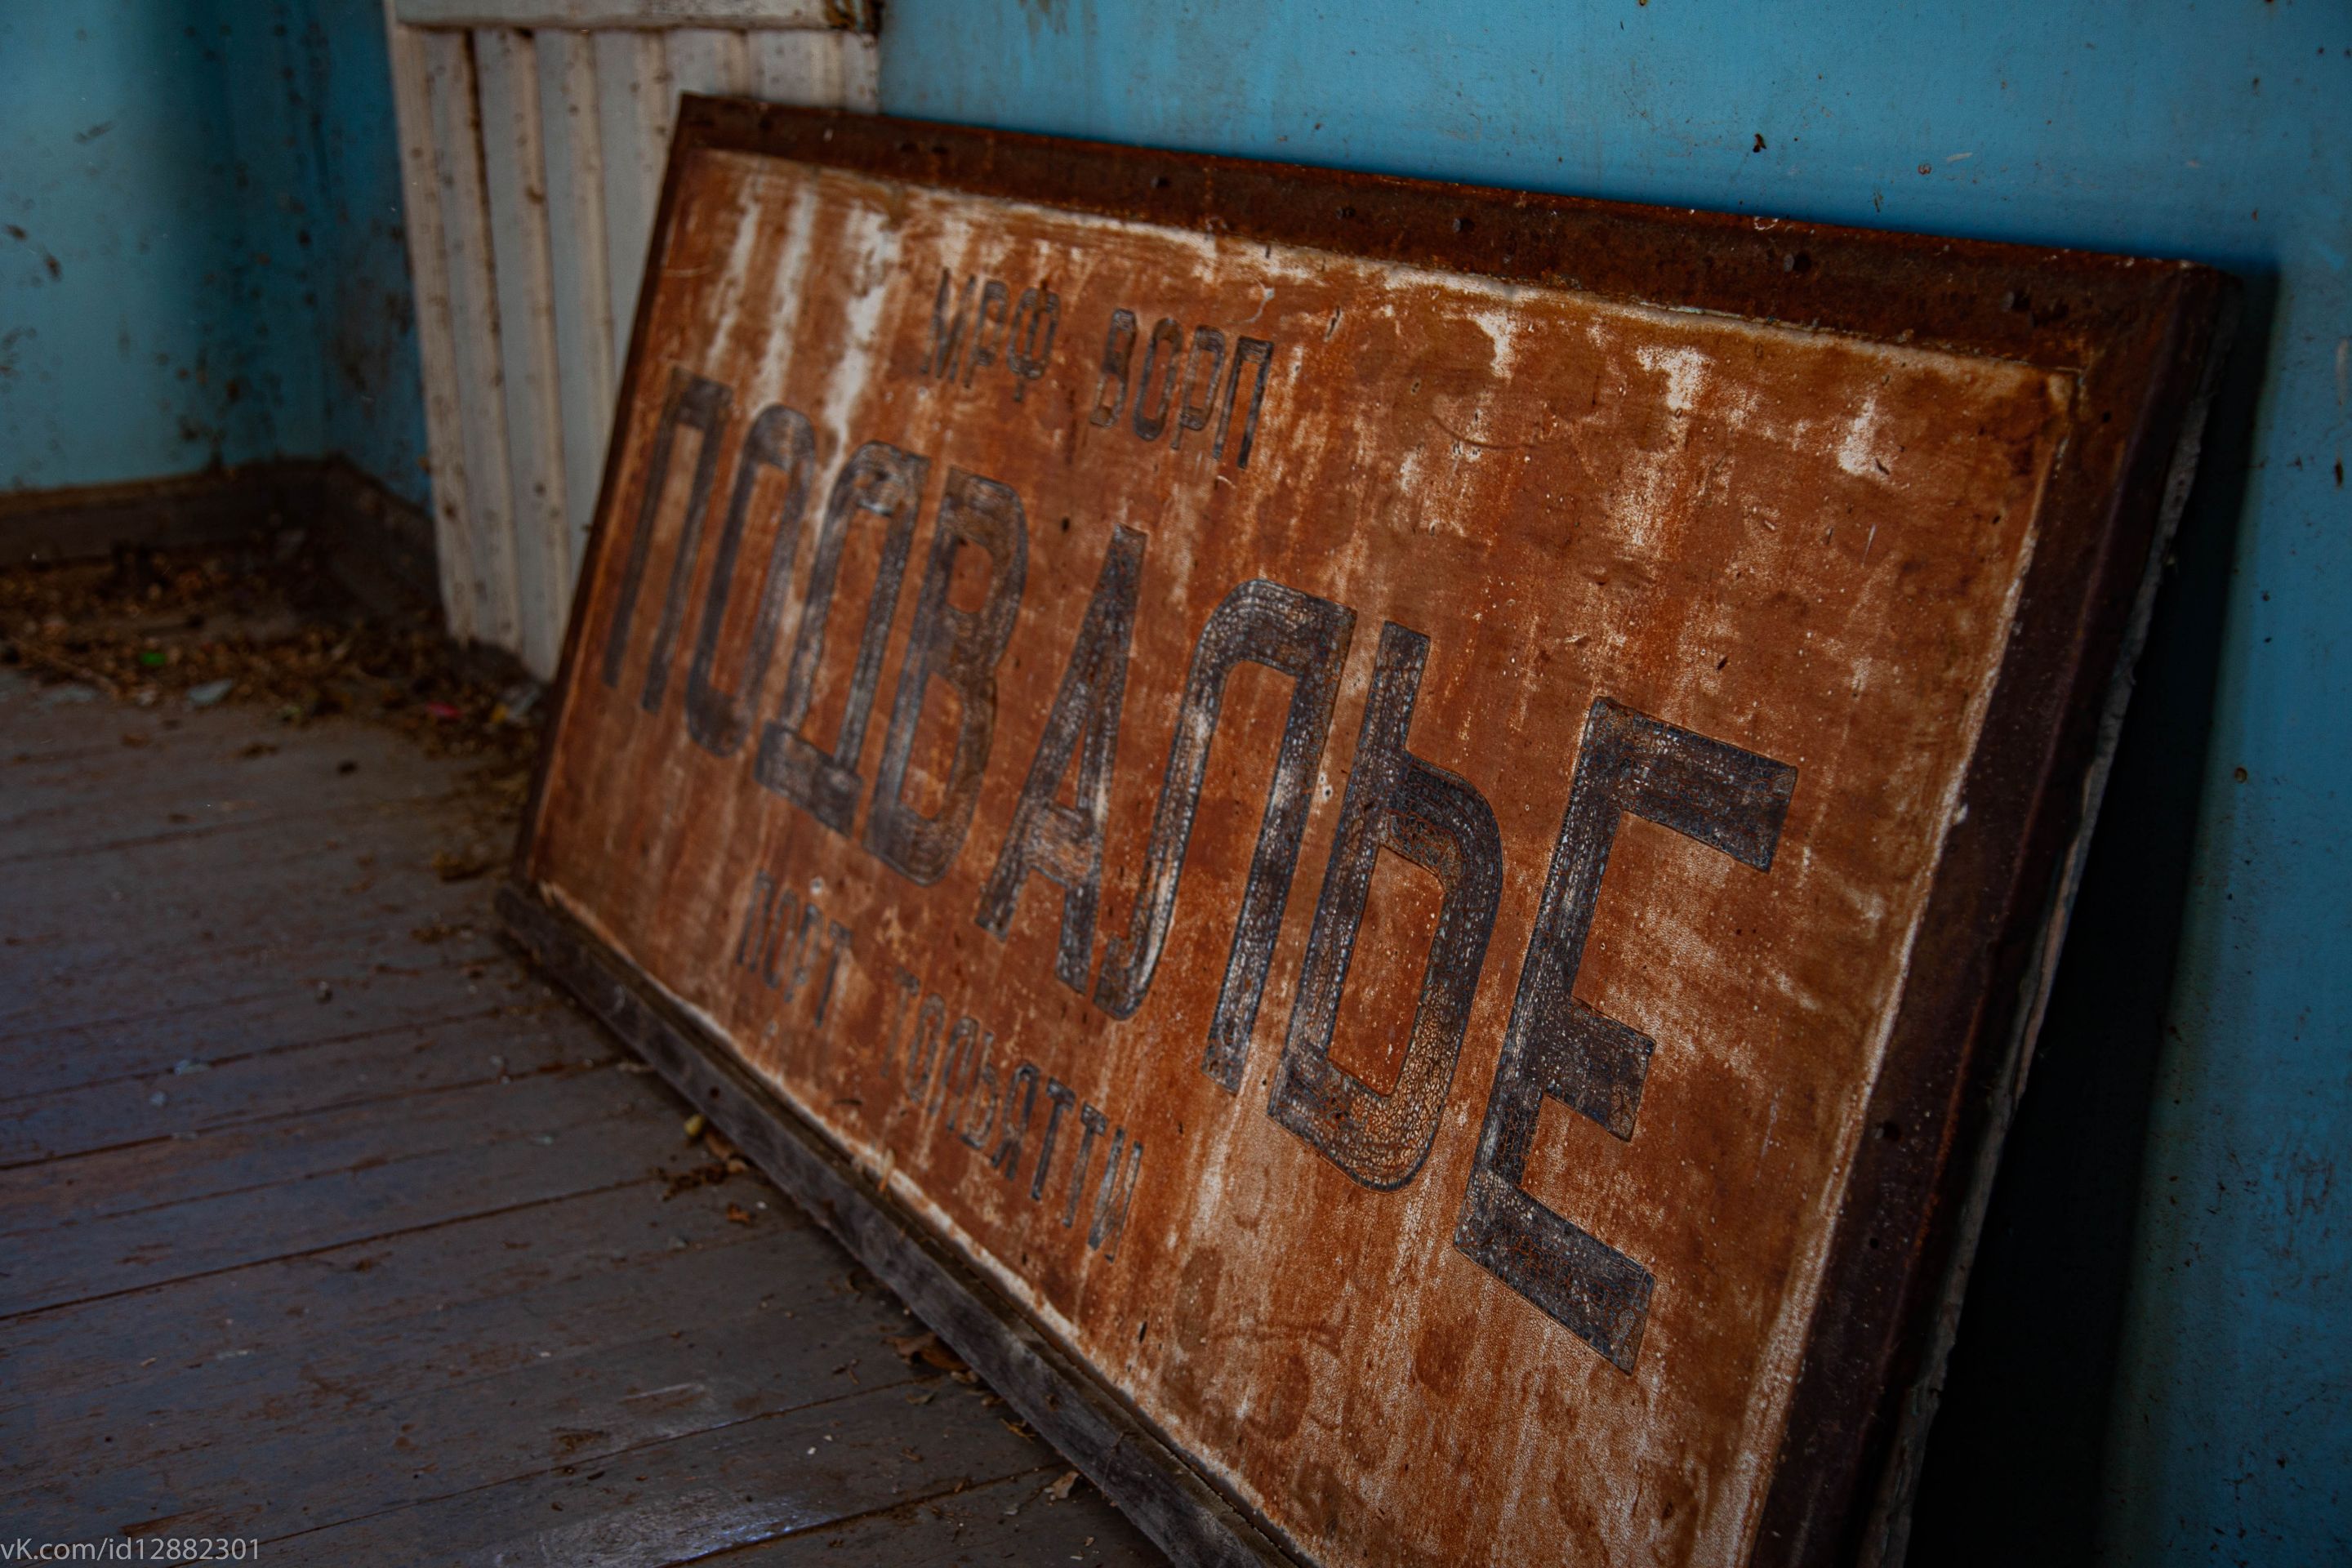 МРФ ВОРП
ПОДВАЛЬЕ
ПОРТ ТОЛЬЯТТИ
vK.com/id12882301